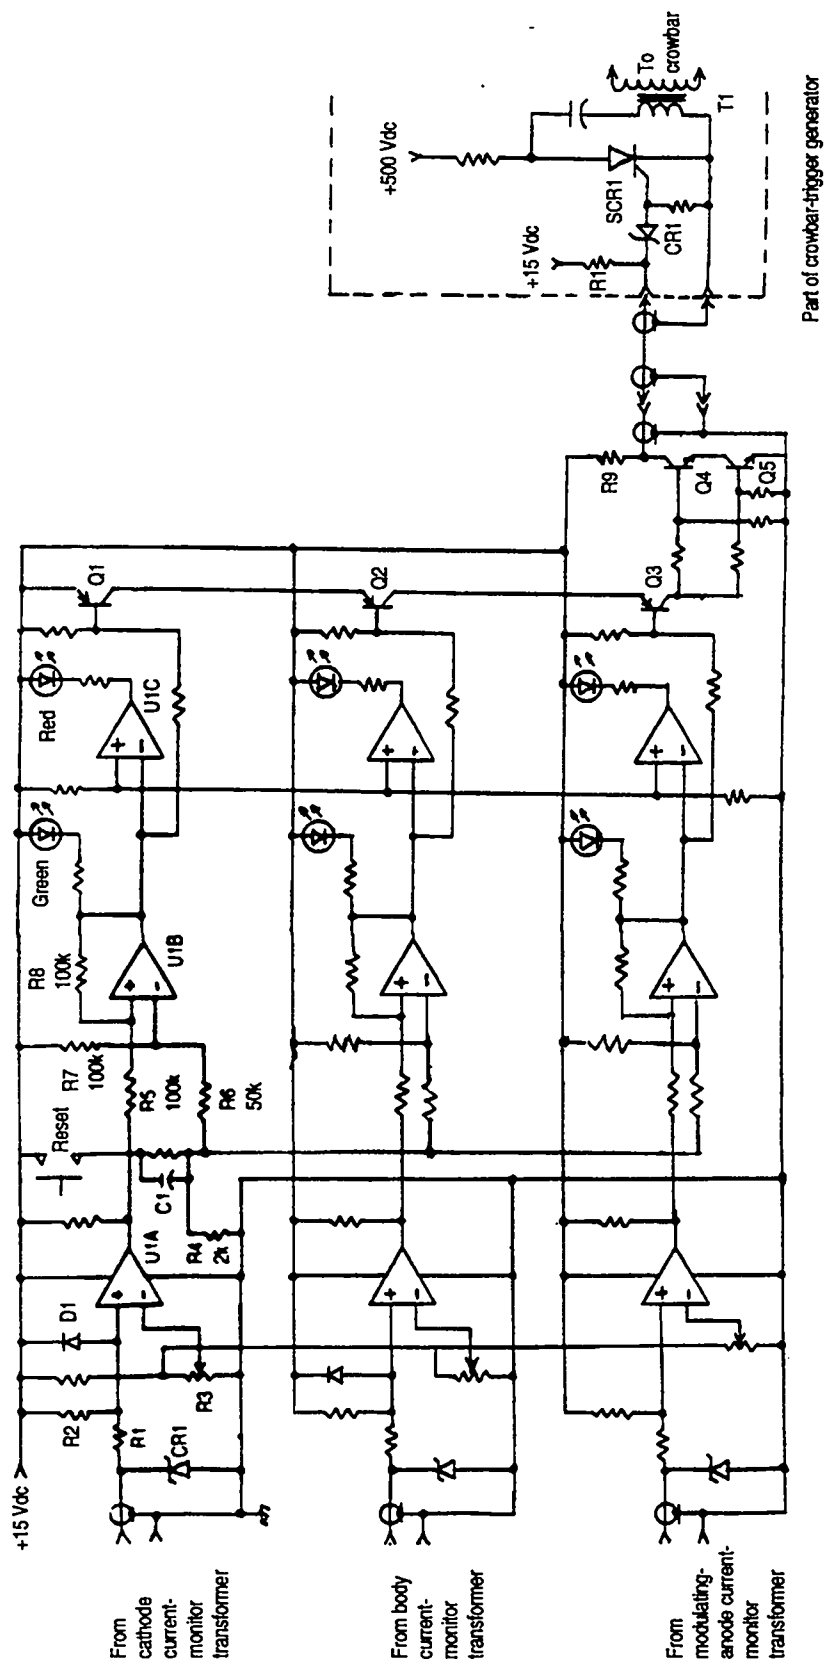 +15 Vdc
From
cathode
current-
monitor
transformer
CR1
R1
R2
R3
D1
+
−
U1A
R4
2k
C1
Reset
R5
100k
R6
50k
R7
100k
R8
100k
+
−
U1B
Green
Red
+
−
U1C
Q1
From body
current-
monitor
transformer
+
−
+
−
+
−
Q2
From
modulating-
anode current-
monitor
transformer
+
−
+
−
+
−
Q3
R9
Q4
Q5
+15 Vdc
R1
CR1
SCR1
+500 Vdc
T1
To
crowbar
Part of crowbar-trigger generator